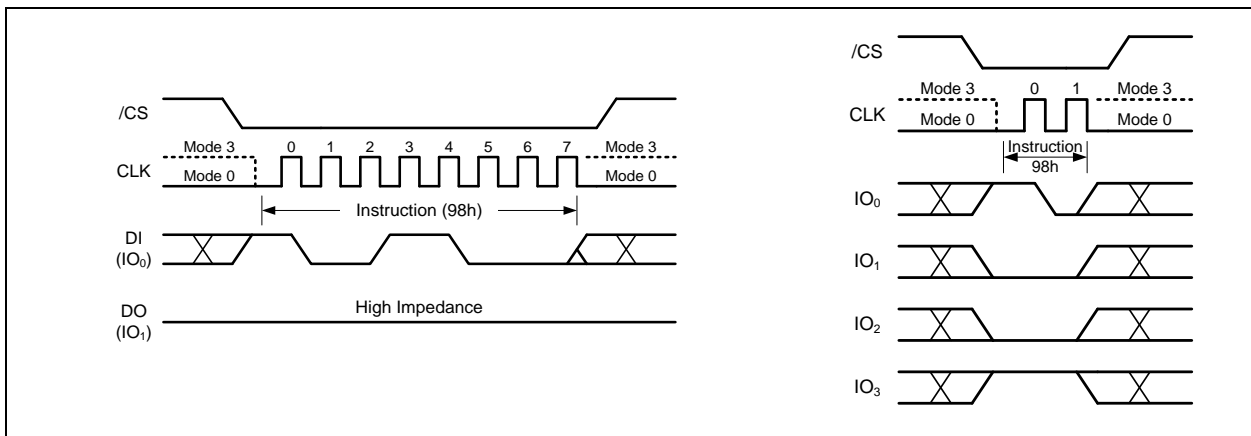 /CS
Mode 3 0 1 2 3 4 5 6 7 Mode 3
CLK
Mode 0 Mode 0
Instruction (98h)
DI
(IO0)
DO
(IO1)
High Impedance
/CS
Mode 3 0 1 Mode 3
CLK
Mode 0 Mode 0
Instruction
98h
IO0
IO1
IO2
IO3